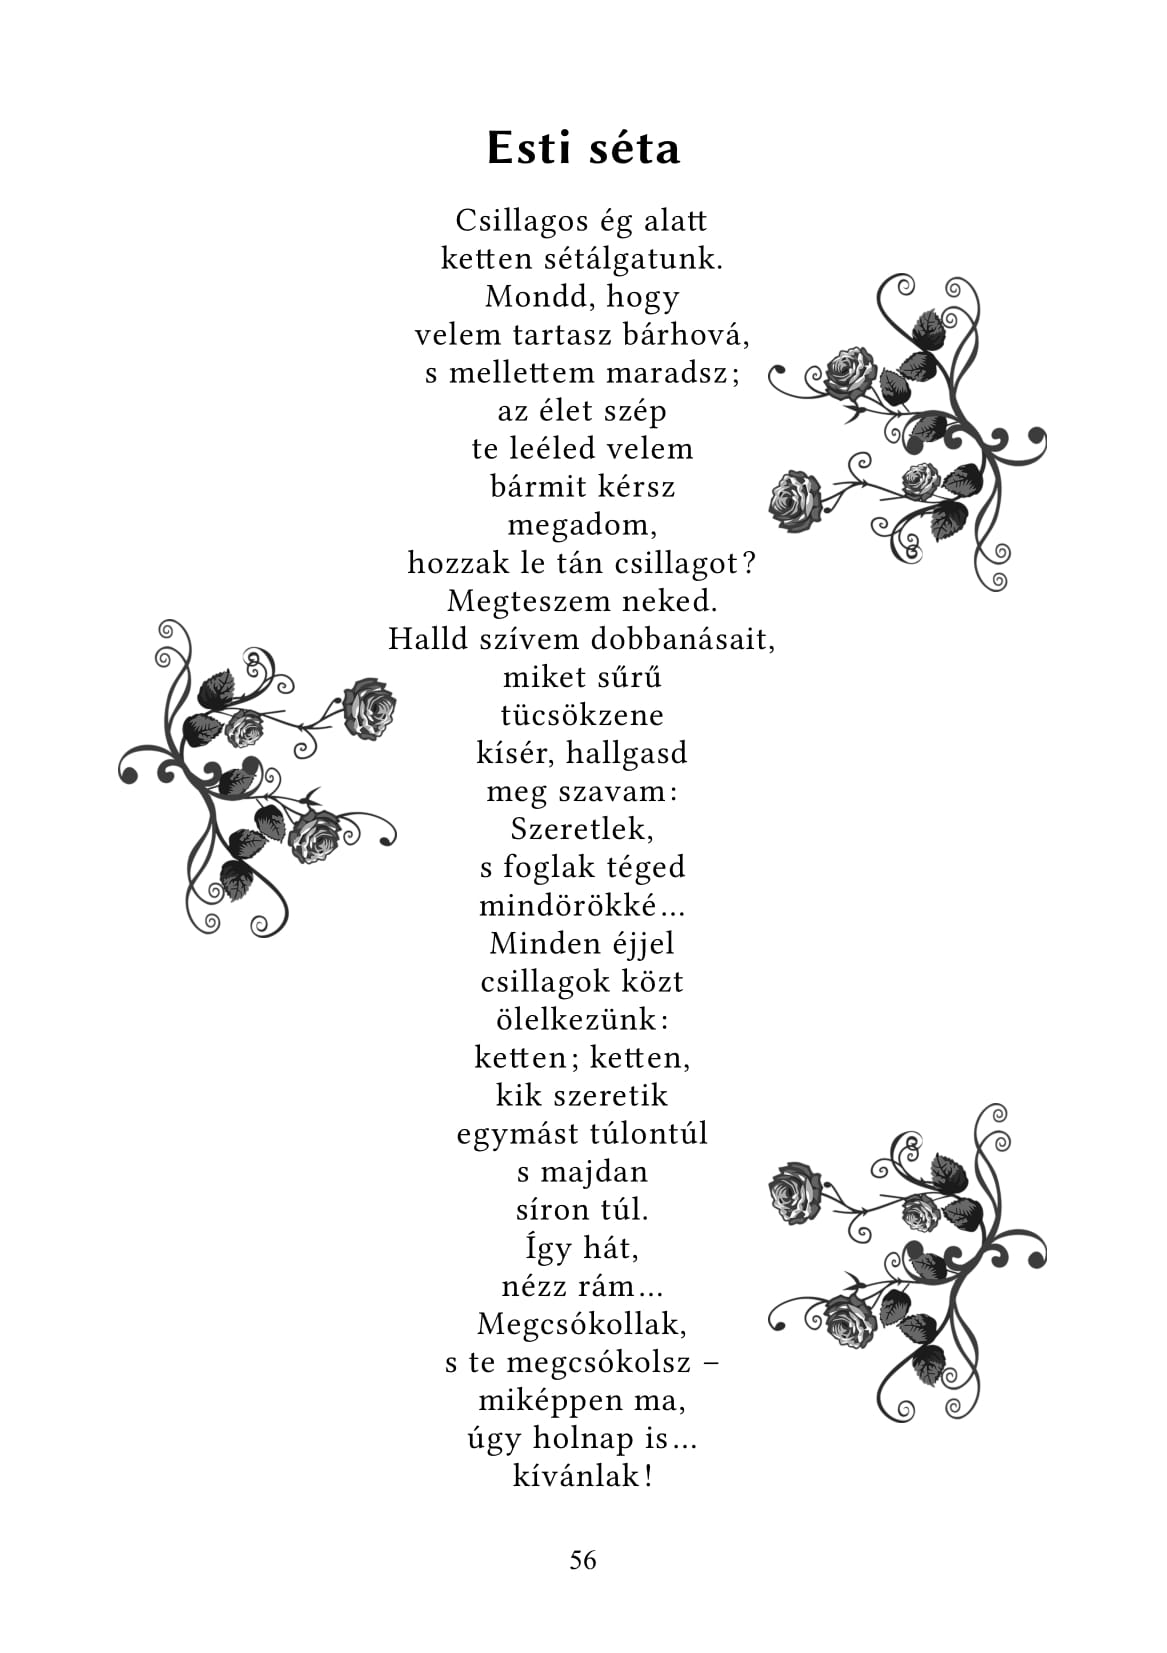 Esti séta
Csillagos ég alatt
ketten sétálgatunk.
Mondd, hogy
velem tartasz bárhová,
s mellettem maradsz;
az élet szép
te leéled velem
bármit kérsz
megadom,
hozzak le tán csillagot?
Megteszem neked.
Halld szívem dobbanásait,
miket sűrű
tücsökzene
kísér, hallgasd
meg szavam:
Szeretlek,
s foglak téged
mindörökké…
Minden éjjel
csillagok közt
ölelkezünk:
ketten; ketten,
kik szeretik
egymást túlontúl
s majdan
síron túl.
Így hát,
nézz rám…
Megcsókollak,
s te megcsókolsz –
miképpen ma,
úgy holnap is…
kívánlak!
56